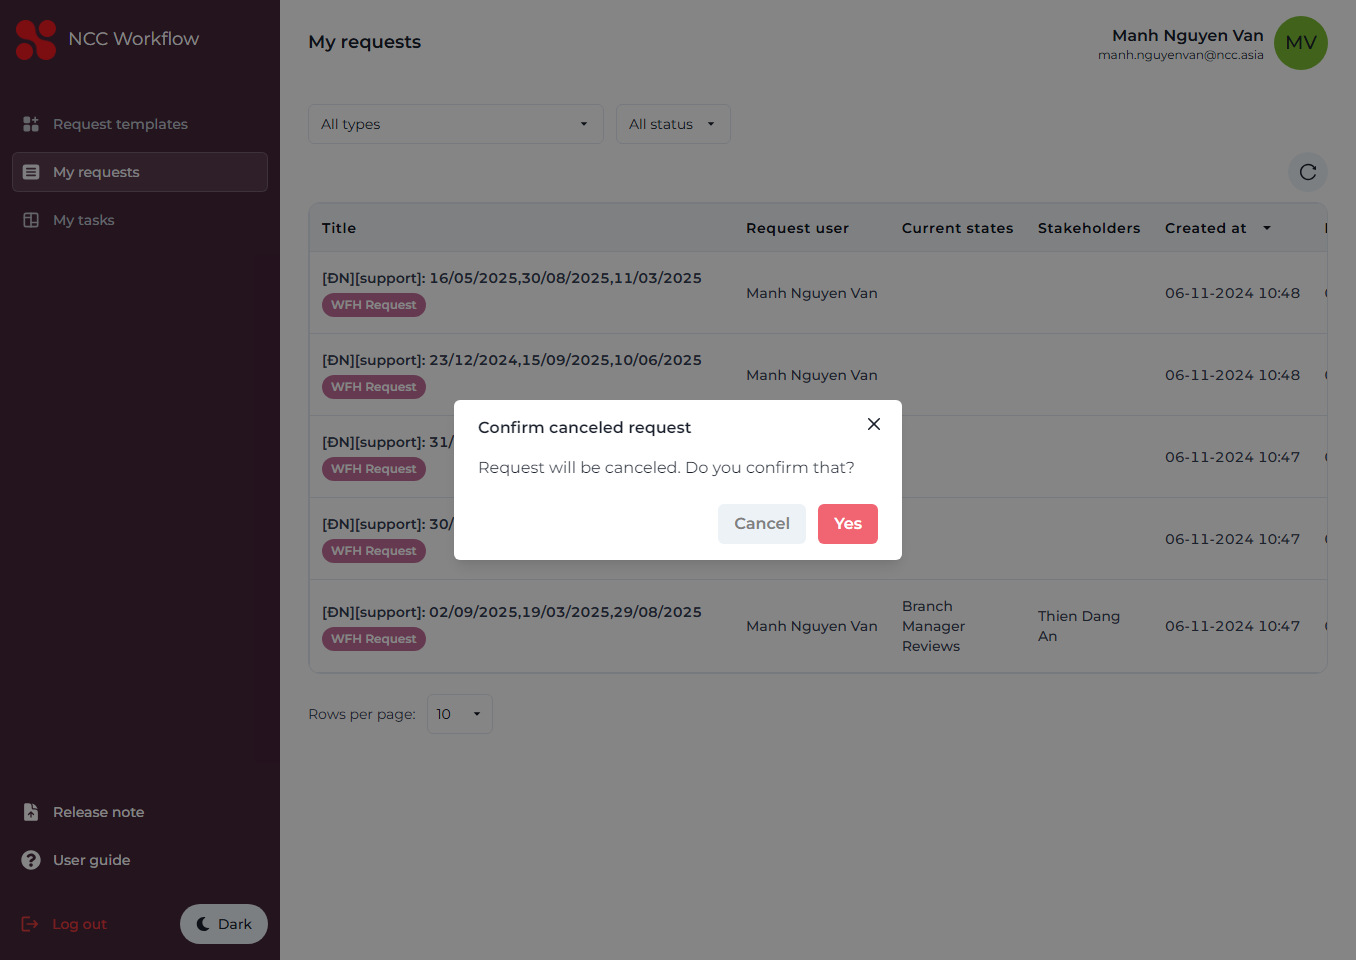 NCC Workflow
Request templates
My requests
My tasks
Release note
User guide
Log out
Dark
My requests
Manh Nguyen Van
manh.nguyenvan@ncc.asia
MV
All types
All status
Title Request user Current states Stakeholders Created at
[ĐN][support]: 16/05/2025,30/08/2025,11/03/2025
WFH Request
Manh Nguyen Van
06-11-2024 10:48
[ĐN][support]: 23/12/2024,15/09/2025,10/06/2025
WFH Request
Manh Nguyen Van
06-11-2024 10:48
[ĐN][support]: 31/
WFH Request
06-11-2024 10:47
[ĐN][support]: 30/
WFH Request
06-11-2024 10:47
[ĐN][support]: 02/09/2025,19/03/2025,29/08/2025
WFH Request
Manh Nguyen Van
Branch
Manager
Reviews
Thien Dang
An
06-11-2024 10:47
Rows per page: 10
Confirm canceled request
Request will be canceled. Do you confirm that?
Cancel
Yes